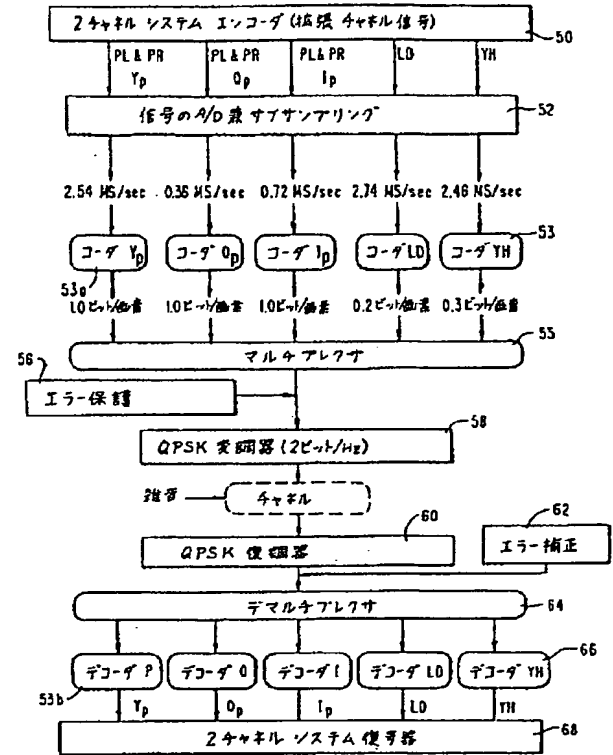 2チャネル システム エンコーダ(拡張 チャネル信号) 50
PL & PR PL & PR PL & PR LD YH
Yp Qp Ip
信号のA/D兼サブサンプリング 52
2.54 MS/sec 0.36 MS/sec 0.72 MS/sec 2.74 MS/sec 2.46 MS/sec
コーダ Yp コーダ Qp コーダ Ip コーダ LD コーダ YH 53
53a
1.0ビット/画素 1.0ビット/画素 1.0ビット/画素 0.2ビット/画素 0.3ビット/画素
マルチプレクサ 55
56
エラー保護
58
QPSK 変調器(2ビット/Hz)
雑音 チャネル
60 62
QPSK 復調器 エラー補正
デマルチプレクサ 64
デコーダ P デコーダ Q デコーダ I デコーダ LD デコーダ YH 66
53b Yp Qp Ip LD YH
2チャネル システム復号器 68